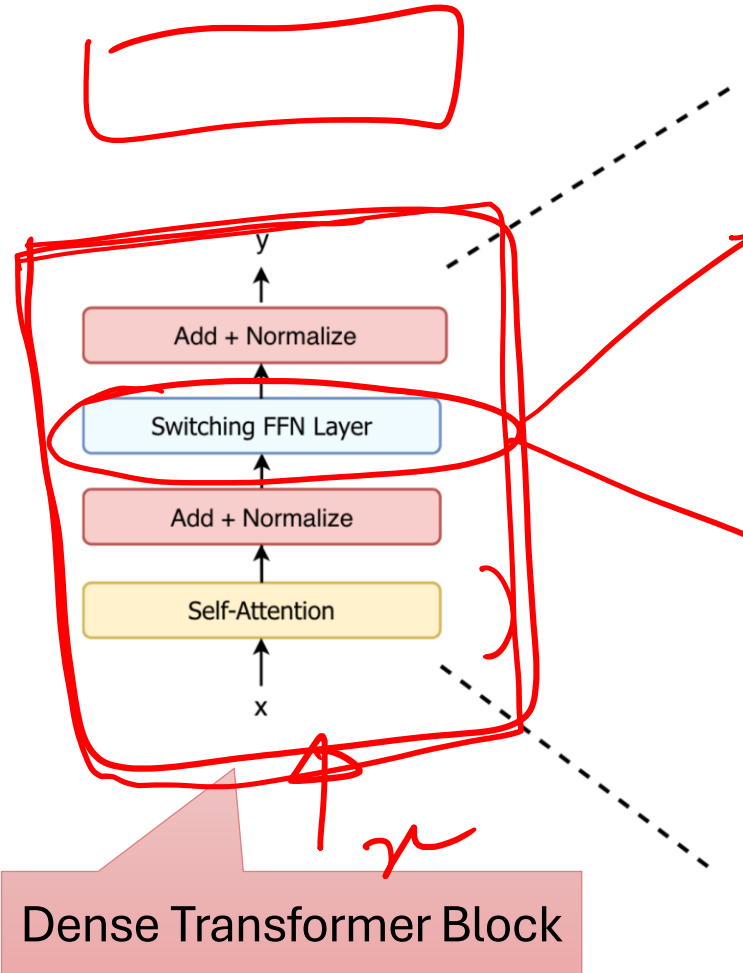 y
Add + Normalize
Switching FFN Layer
Add + Normalize
Self-Attention
x
x
Dense Transformer Block